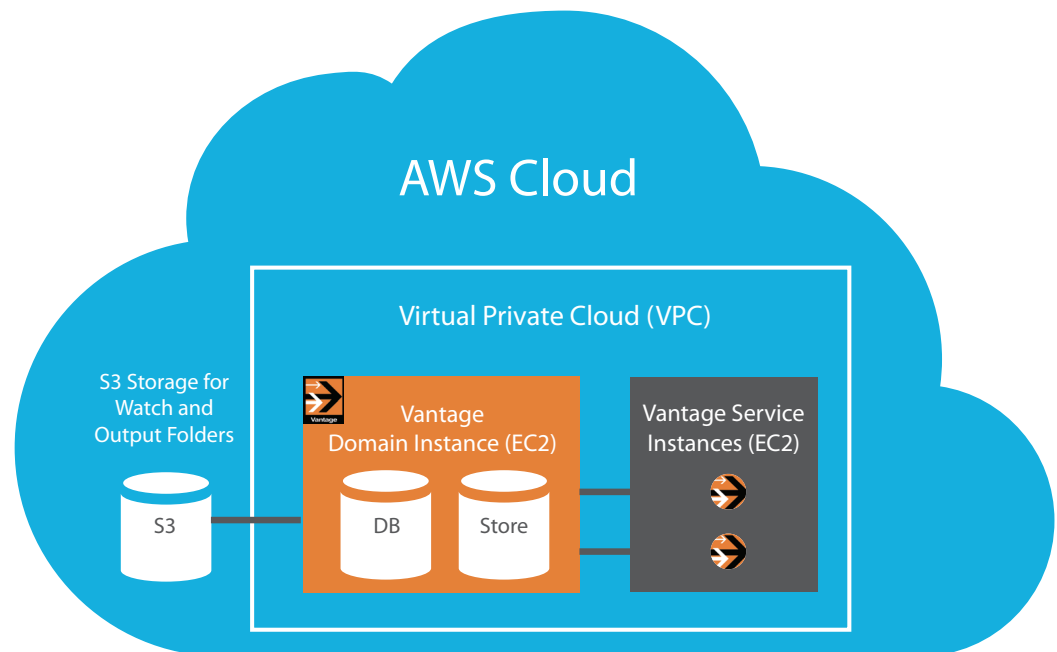 AWS Cloud
Virtual Private Cloud (VPC)
S3 Storage for
Watch and
Output Folders
S3
Vantage
Vantage
Domain Instance (EC2)
DB
Store
Vantage Service
Instances (EC2)